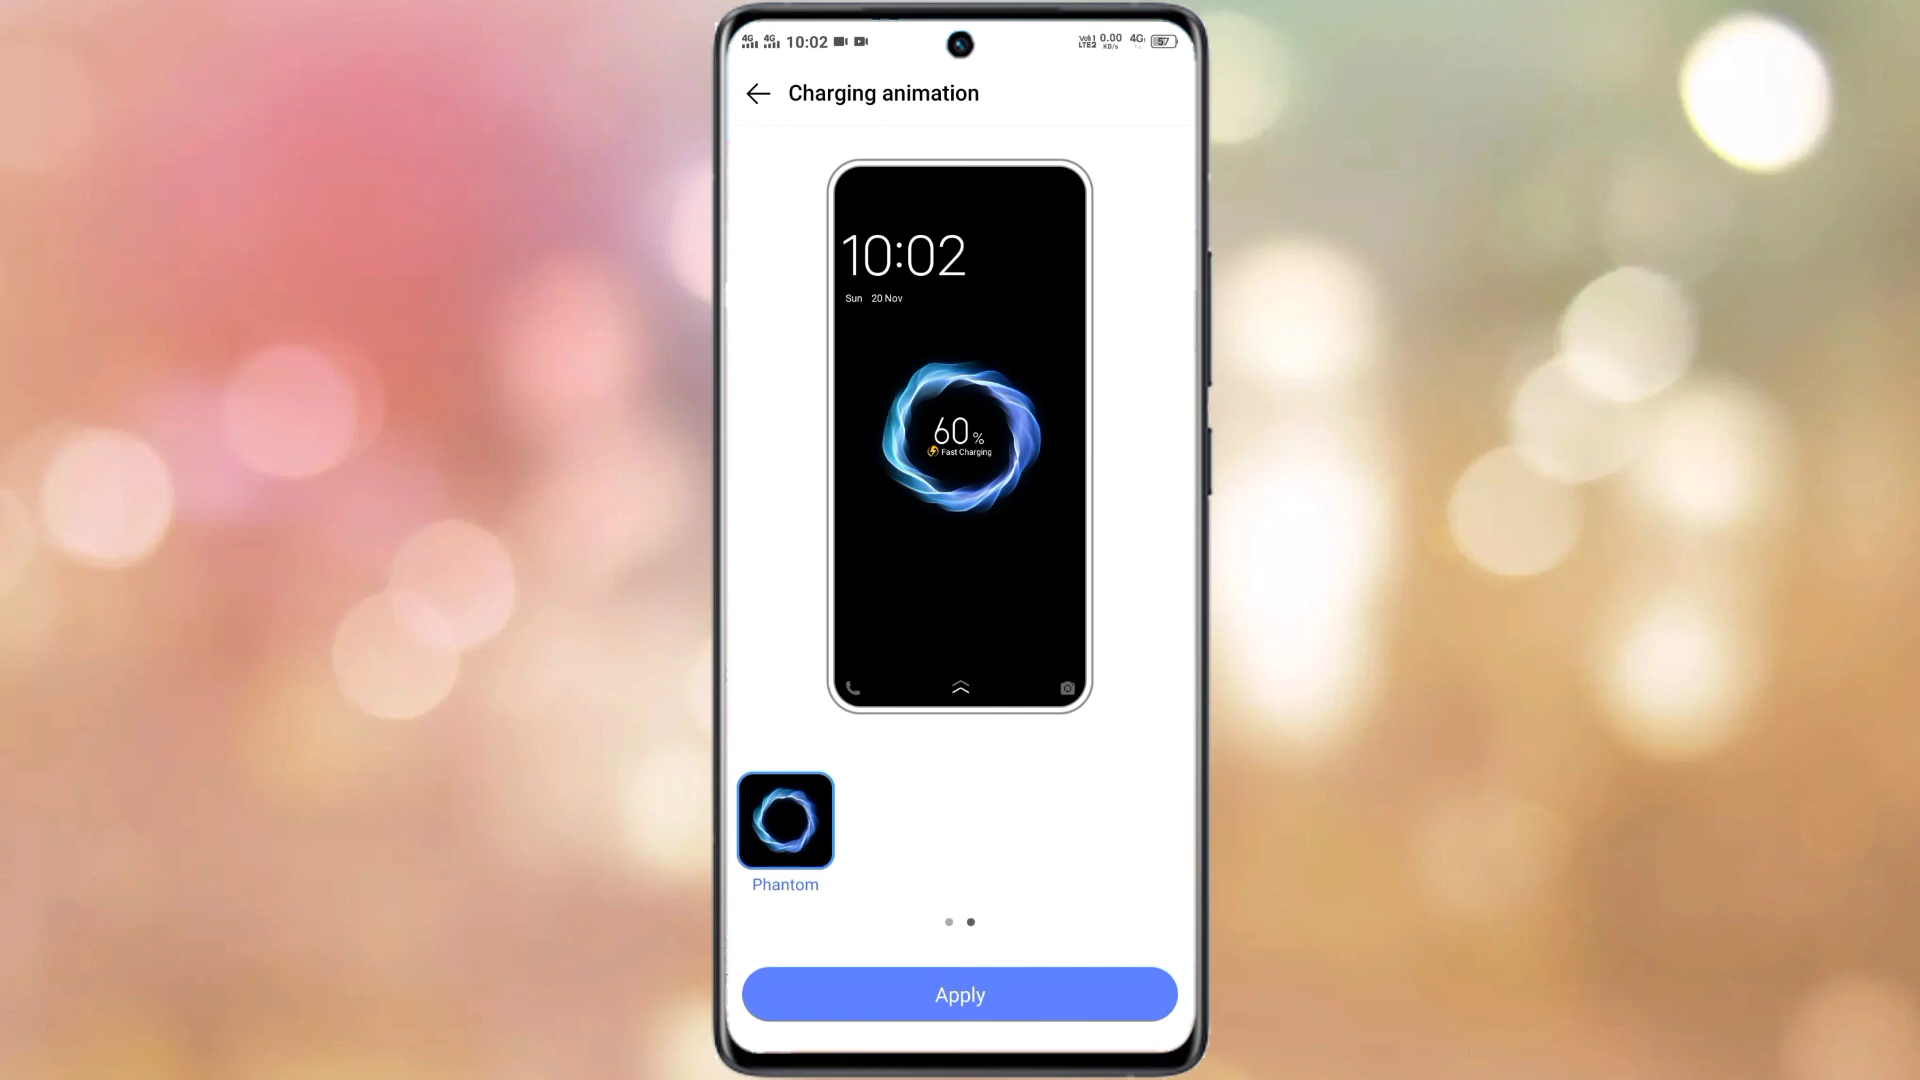 4G 4G 10:02
Vo1) LTE2 0.00 KB/s 4G 57
Charging animation
10:02
Sun 20 Nov
60%
Fast Charging
Phantom
Apply